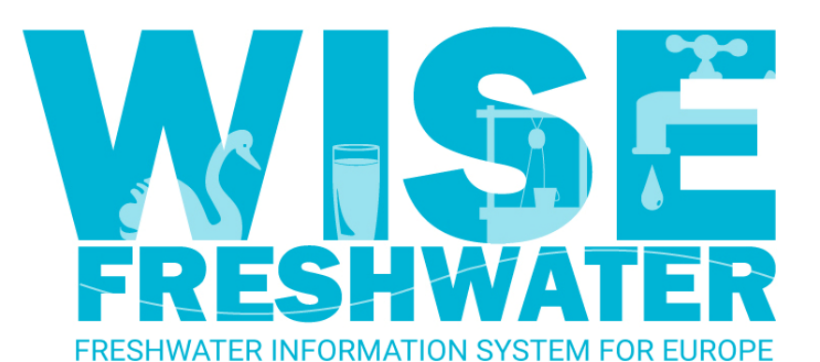 WISE
FRESHWATER
FRESHWATER INFORMATION SYSTEM FOR EUROPE